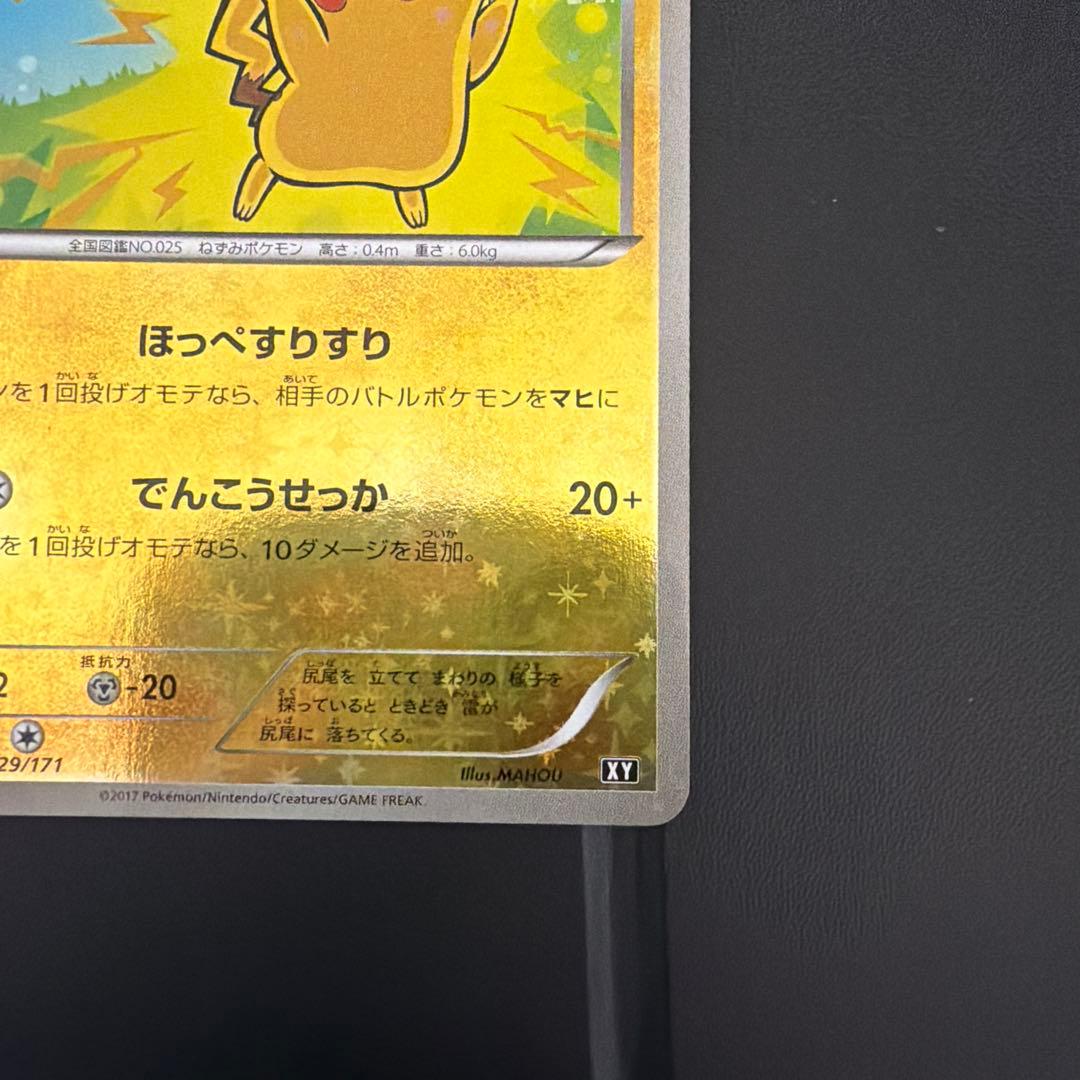 全国図鑑NO.025 ねずみポケモン 高さ:0.4m 重さ:6.0kg
ほっぺすりすり
ンを1回投げオモテなら、相手のバトルポケモンをマヒに
でんこうせっか 20+
を1回投げオモテなら、10ダメージを追加。
2 抵抗力 -20
尻尾を 立てて まわりの 様子を
探っていると ときどき 雷が
尻尾に 落ちてくる。
29/171
Illus. MAHOU XY
©2017 Pokémon/Nintendo/Creatures/GAME FREAK.